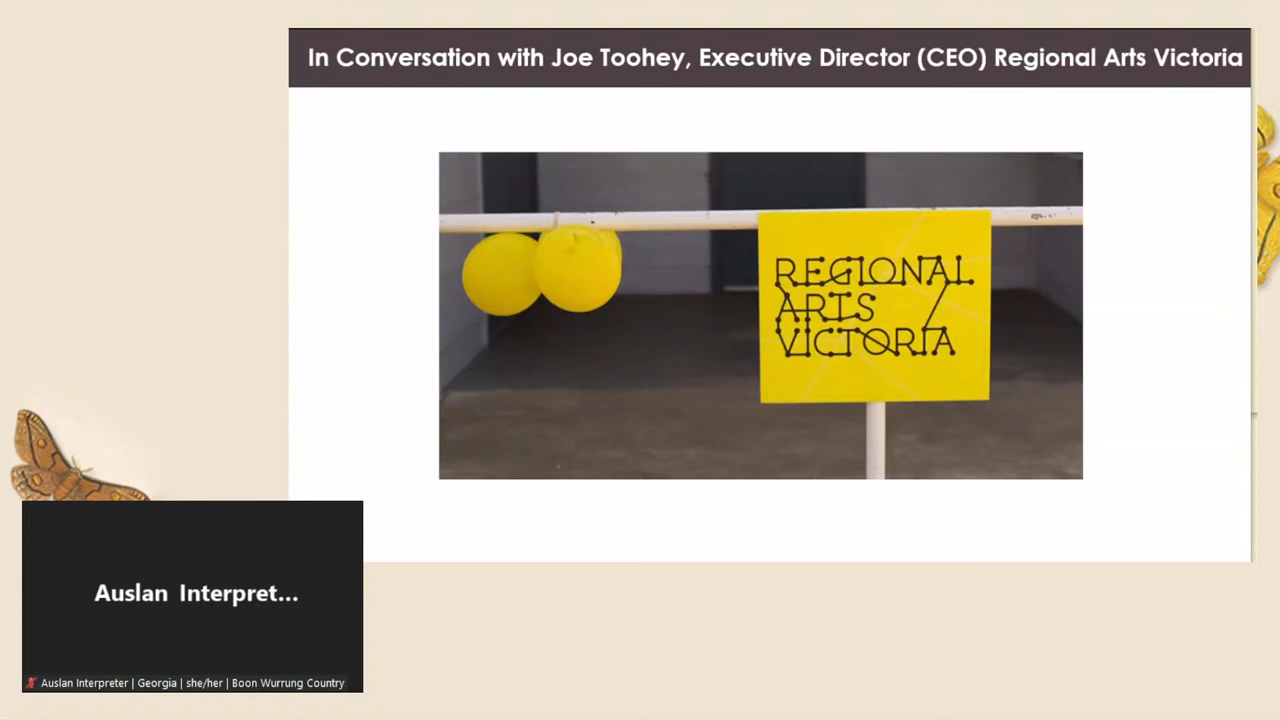 In Conversation with Joe Toohey, Executive Director (CEO) Regional Arts Victoria
REGIONAL
ARTS
VICTORIA
Auslan Interpret...
Auslan Interpreter | Georgia | she/her | Boon Wurrung Country